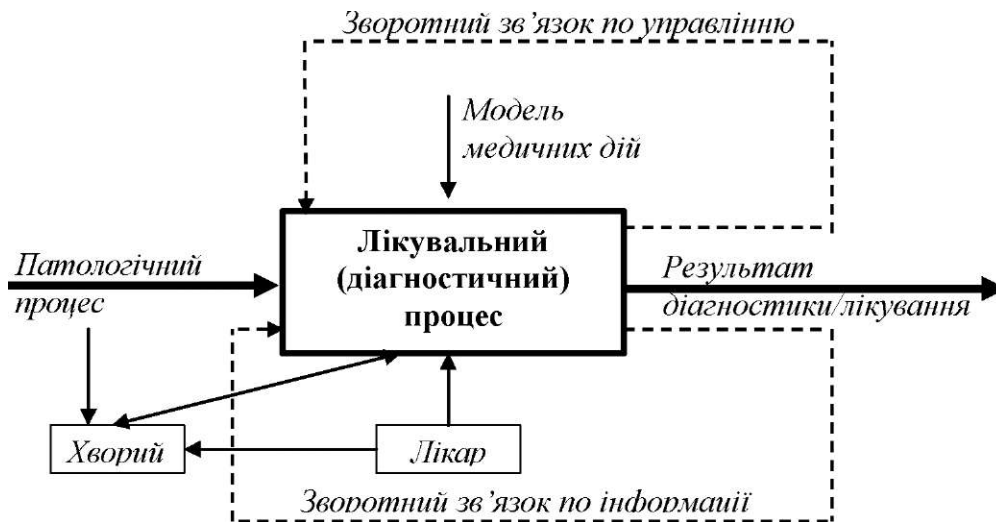 Зворотний зв’язок по управлінню
Модель
медичних дій
Лікувальний
(діагностичний)
процес
Патологічний
процес
Результат
діагностики/лікування
Хворий
Лікар
Зворотний зв’язок по інформації